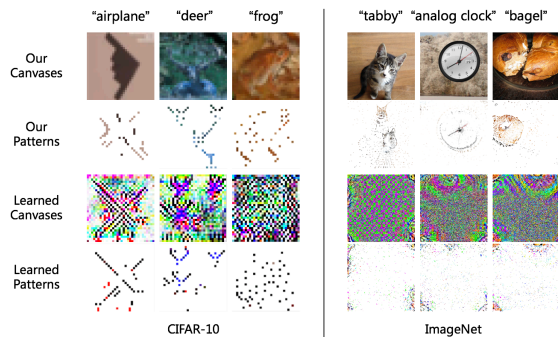 “airplane” “deer” “frog” “tabby” “analog clock” “bagel”
Our
Canvases
Our
Patterns
Learned
Canvases
Learned
Patterns
CIFAR-10 ImageNet